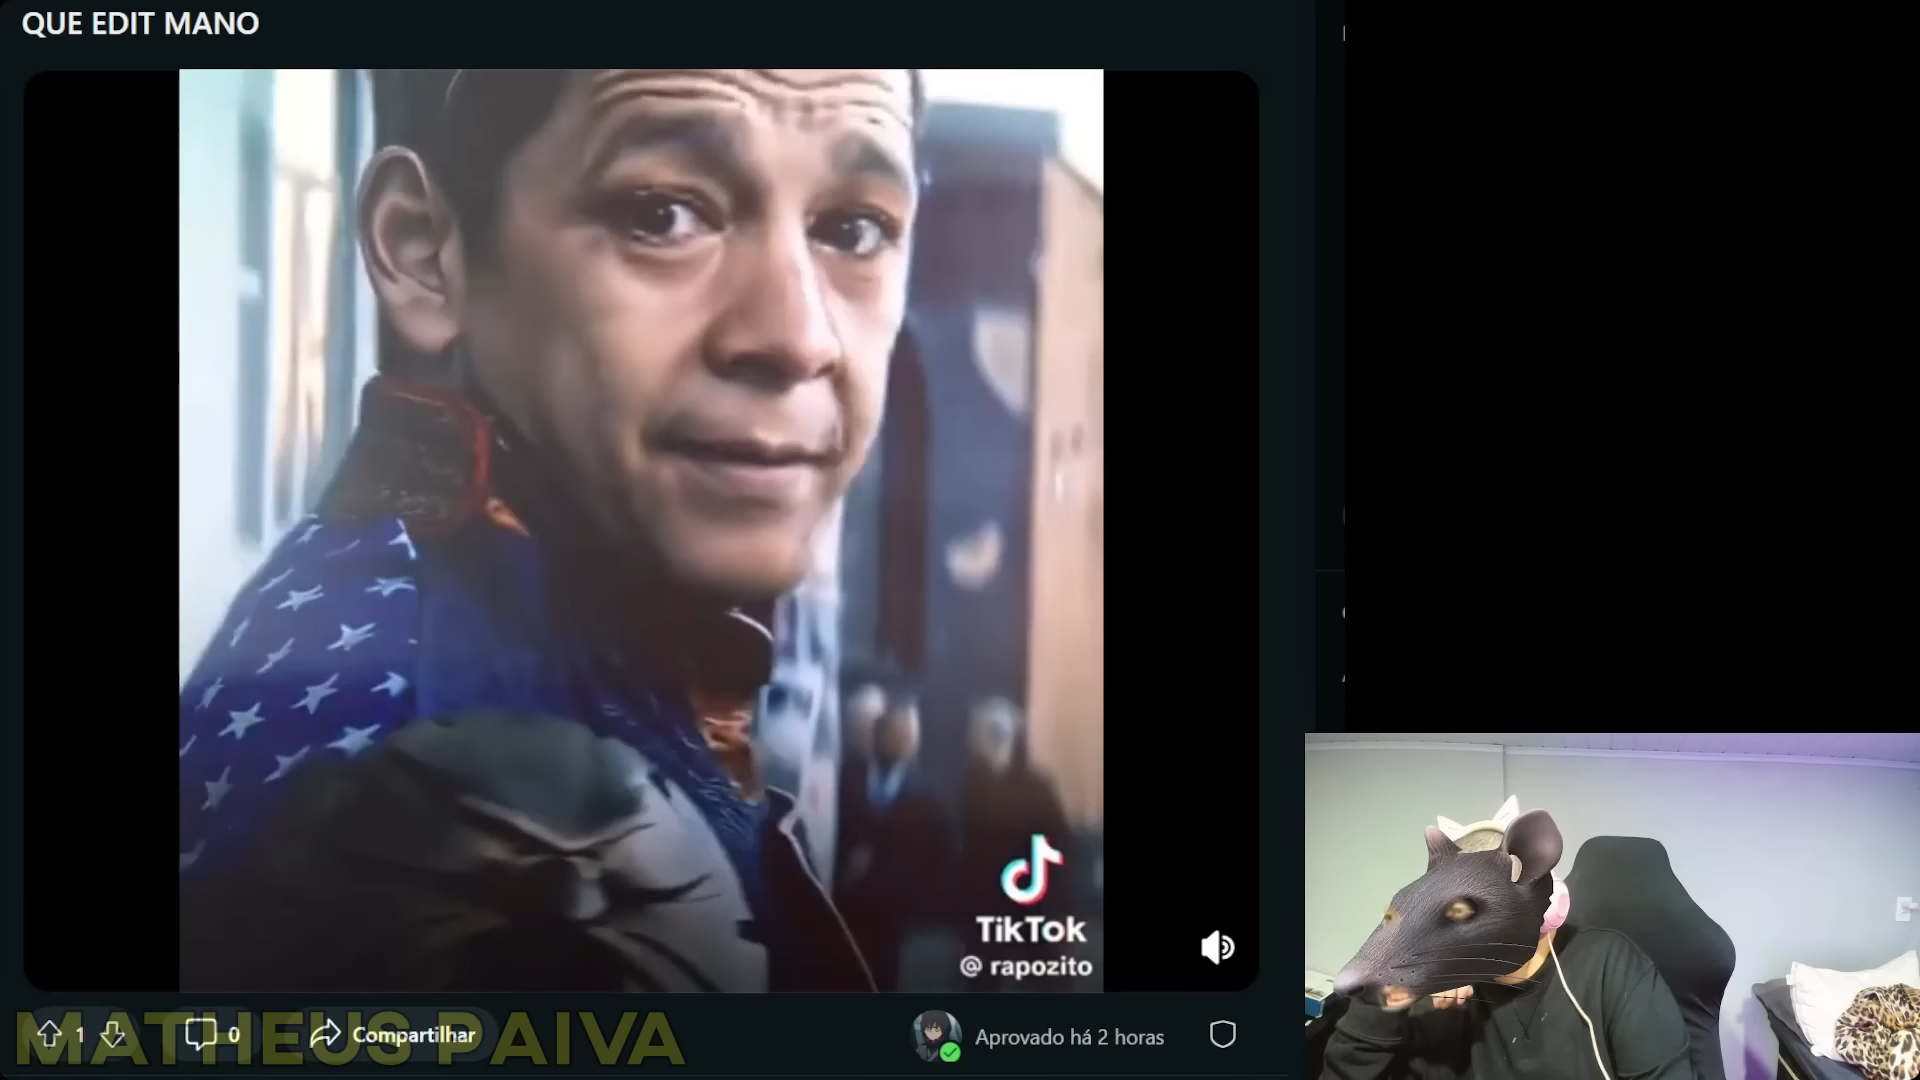 QUE EDIT MANO
TikTok
@ rapozito
1
0
Compartilhar
Aprovado há 2 horas
MATHEUS PAIVA